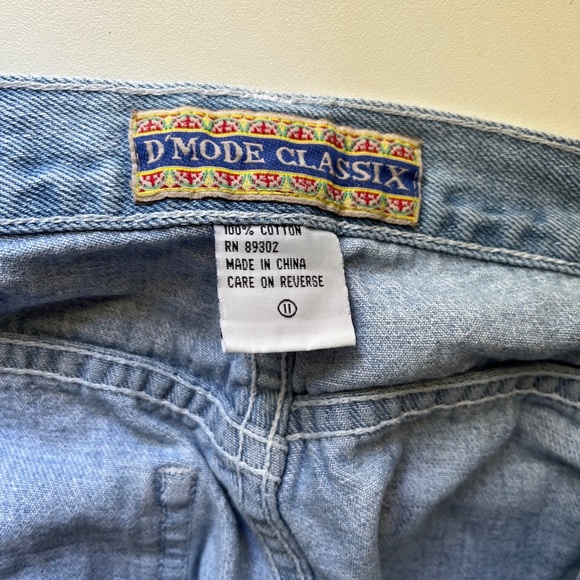 D'MODE CLASSIX
100% COTTON
RN 89302
MADE IN CHINA
CARE ON REVERSE
11